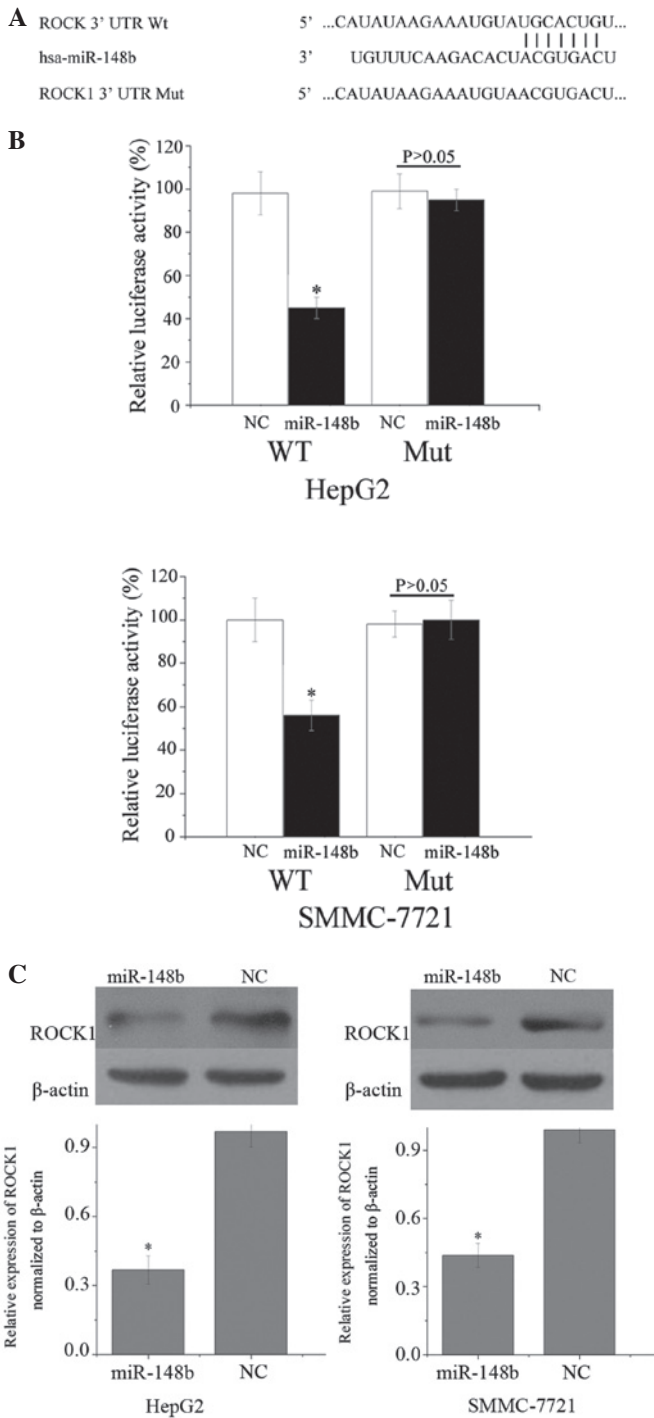 A
ROCK 3' UTR Wt 5' ...CAUAUAAGAAAUGUAUGCACUGU...
hsa-miR-148b 3' UGUUUCAAGACACUACGUGACU
ROCK1 3' UTR Mut 5' ...CAUAUAAGAAAUGUAACGUGACU...
B
Relative luciferase activity (%)
120
100
80
60
40
20
0
P>0.05
*
NC miR-148b NC miR-148b
WT Mut
HepG2
Relative luciferase activity (%)
120
100
80
60
40
20
0
P>0.05
*
NC miR-148b NC miR-148b
WT Mut
SMMC-7721
C
miR-148b NC
ROCK1
β-actin
Relative expression of ROCK1
normalized to β-actin
0.9
0.6
0.3
0.0
*
miR-148b NC
HepG2
miR-148b NC
ROCK1
β-actin
Relative expression of ROCK1
normalized to β-actin
0.9
0.6
0.3
0.0
*
miR-148b NC
SMMC-7721